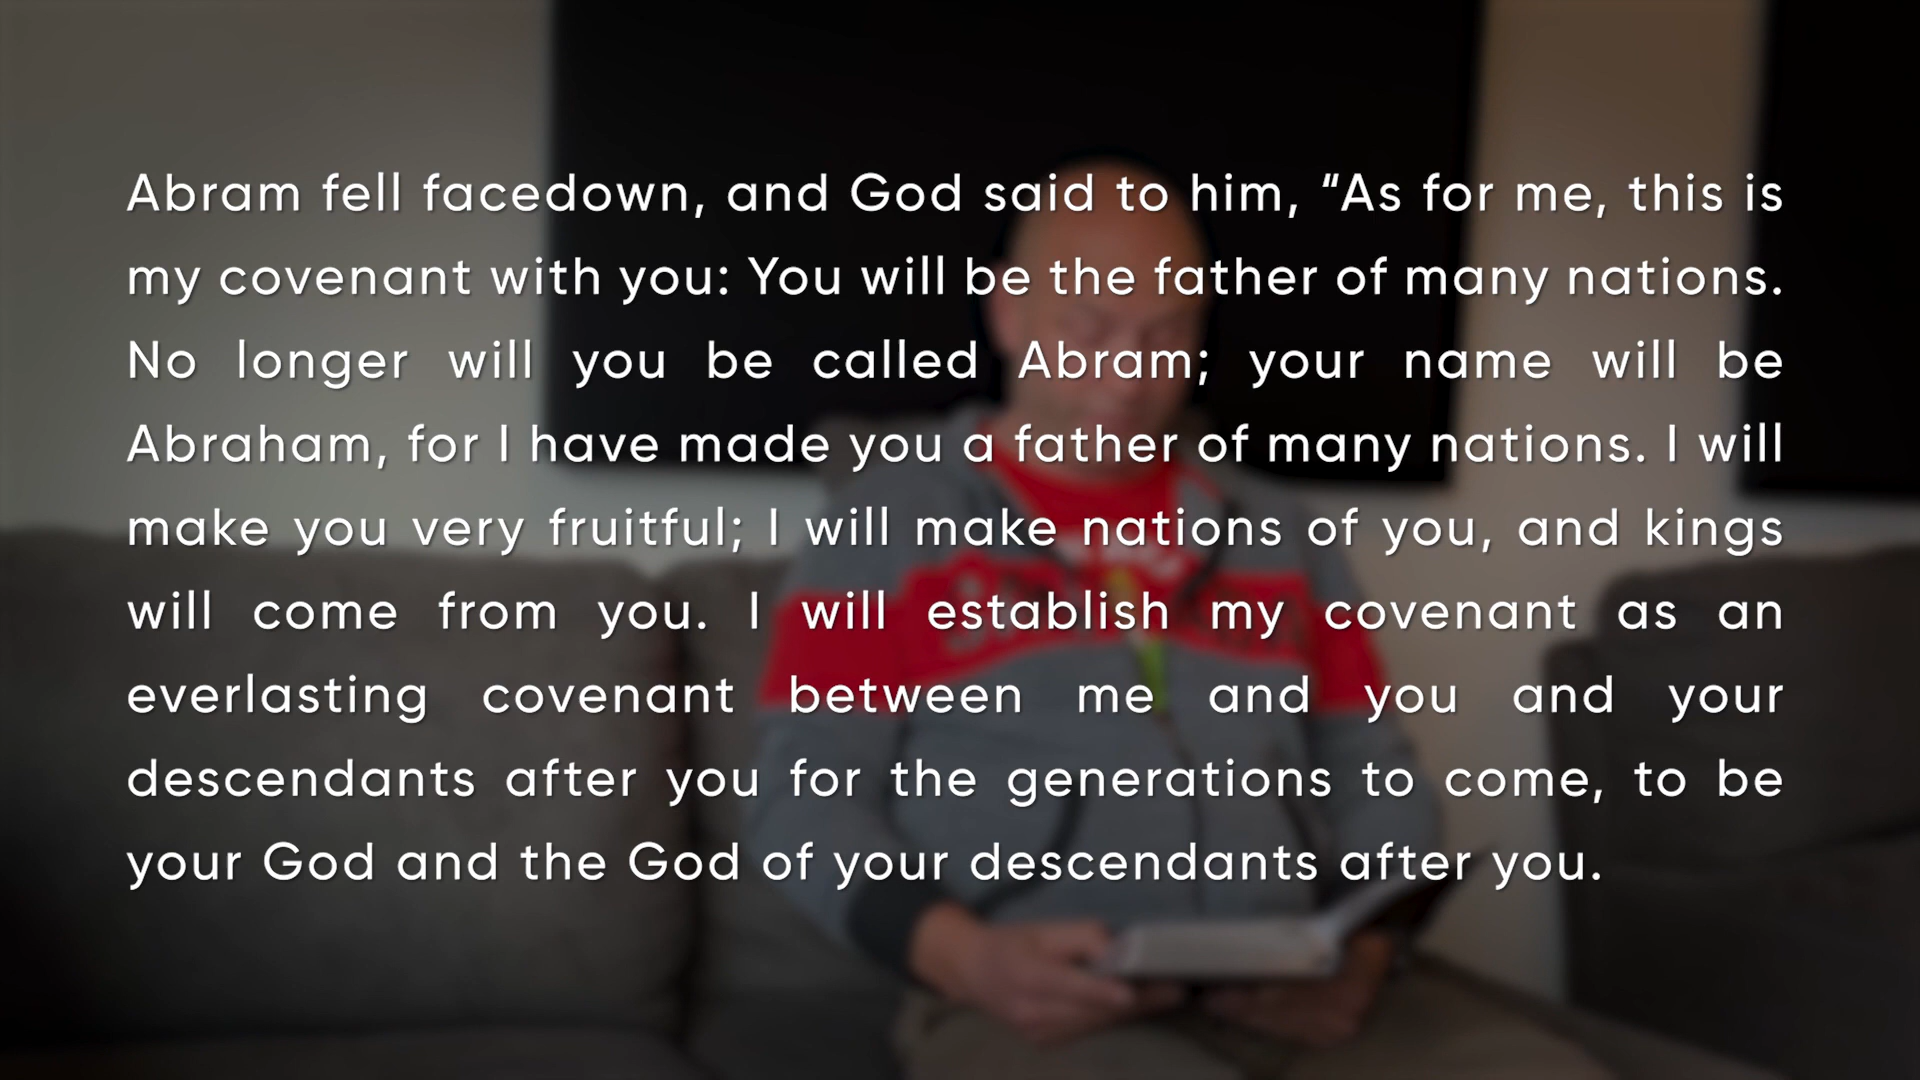 Abram fell facedown, and God said to him, “As for me, this is
my covenant with you: You will be the father of many nations.
No longer will you be called Abram; your name will be
Abraham, for I have made you a father of many nations. I will
make you very fruitful; I will make nations of you, and kings
will come from you. I will establish my covenant as an
everlasting covenant between me and you and your
descendants after you for the generations to come, to be
your God and the God of your descendants after you.